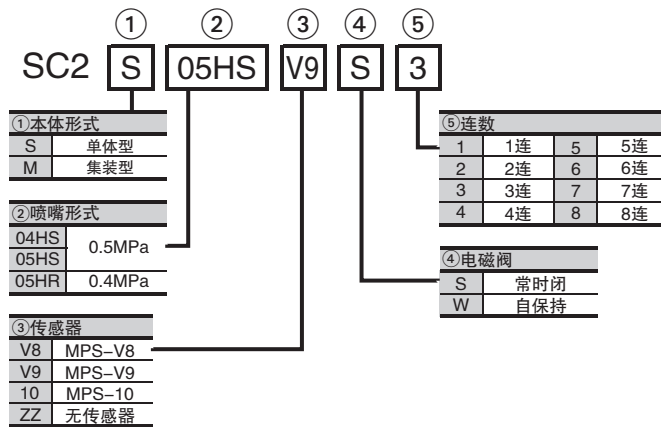 ① ② ③ ④ ⑤
SC2 S 05HS V9 S 3
①本体形式
S 单体型
M 集装型
②喷嘴形式
04HS 0.5MPa
05HS
05HR 0.4MPa
③传感器
V8 MPS–V8
V9 MPS–V9
10 MPS–10
ZZ 无传感器
⑤连数
1 1连 5 5连
2 2连 6 6连
3 3连 7 7连
4 4连 8 8连
④电磁阀
S 常时闭
W 自保持